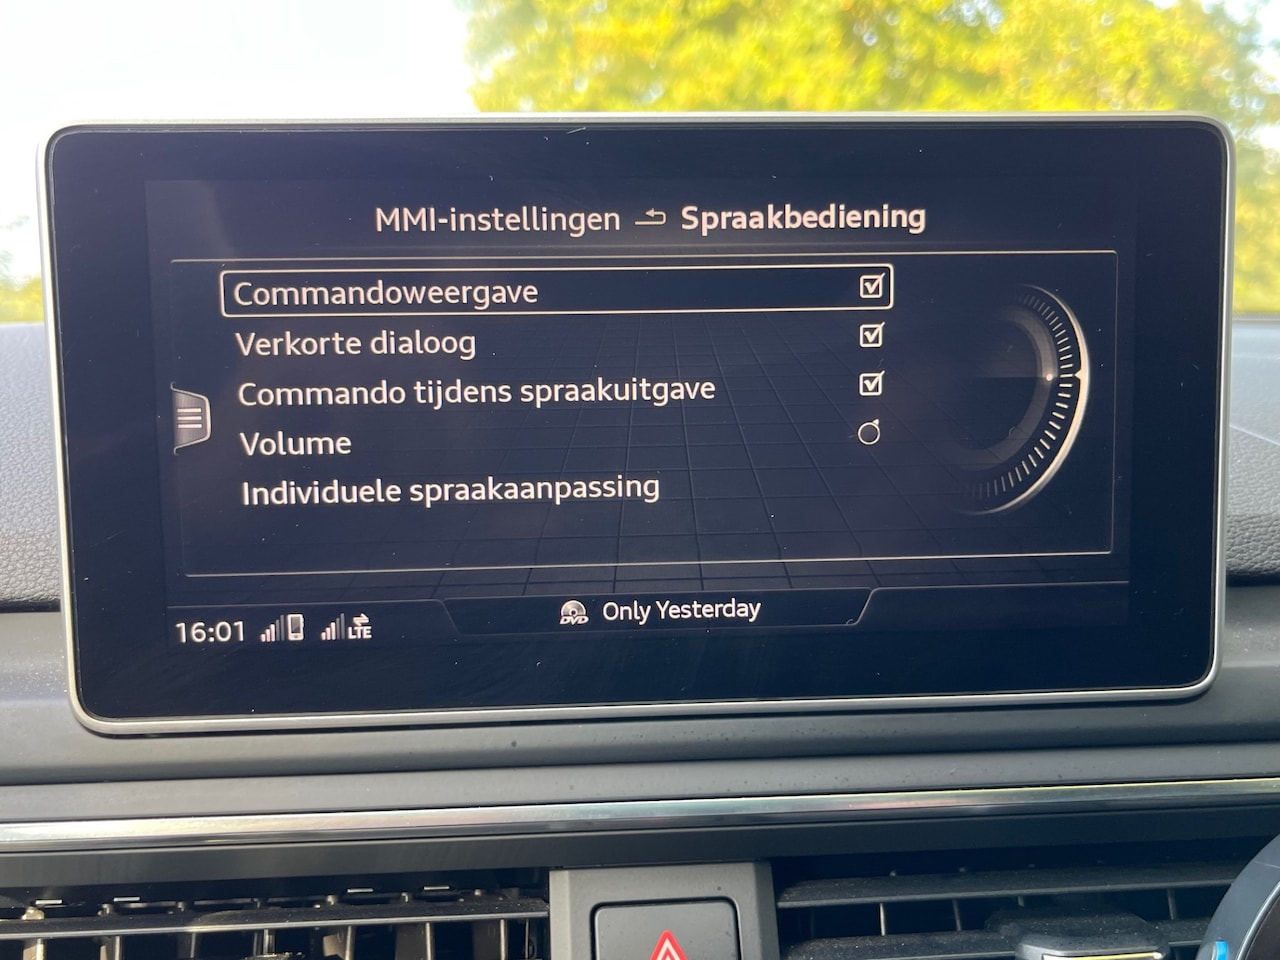 MMI-instellingen Spraakbediening
Commandoweergave
Verkorte dialoog
Commando tijdens spraakuitgave
Volume
Individuele spraakaanpassing
16:01 LTE DVD Only Yesterday